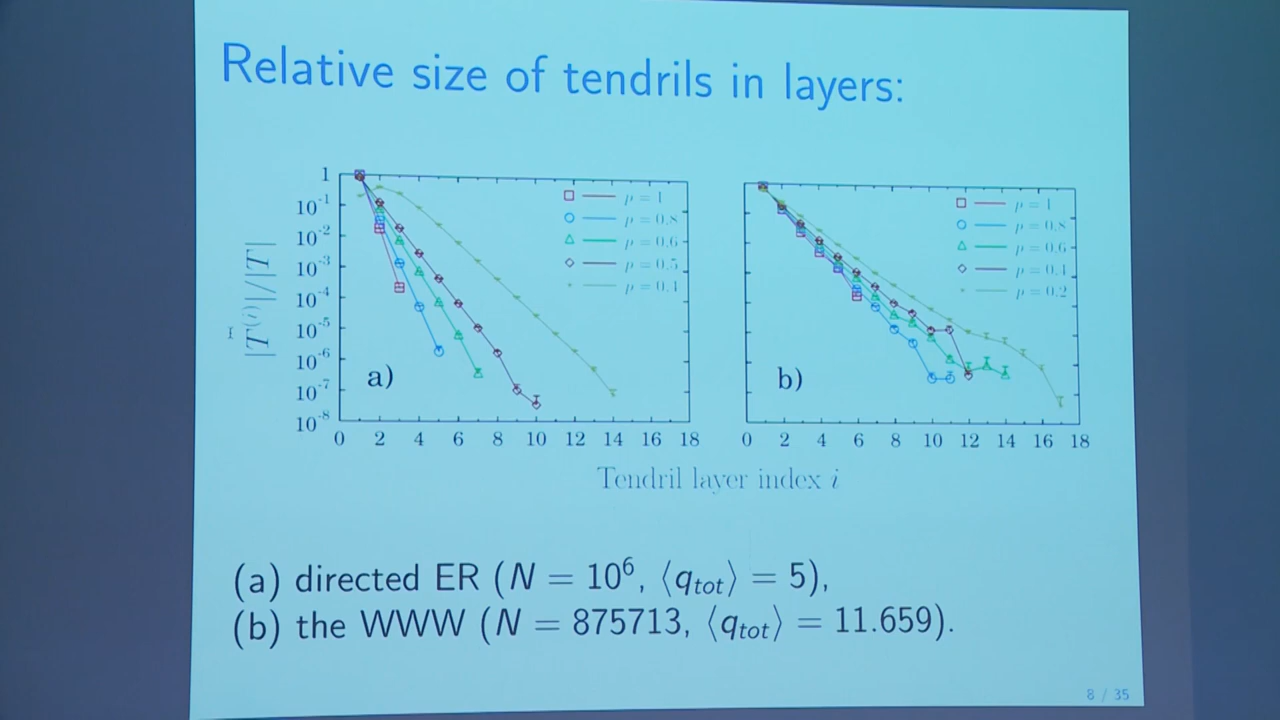 Relative size of tendrils in layers:
|T⁽ⁱ⁾|/|T|
1
10⁻¹
10⁻²
10⁻³
10⁻⁴
10⁻⁵
10⁻⁶
10⁻⁷
10⁻⁸
p = 1
p = 0.8
p = 0.6
p = 0.5
p = 0.4
a)
0 2 4 6 8 10 12 14 16 18
p = 1
p = 0.8
p = 0.6
p = 0.4
p = 0.2
b)
0 2 4 6 8 10 12 14 16 18
Tendril layer index i
(a) directed ER (N = 10⁶, ⟨q_tot⟩ = 5),
(b) the WWW (N = 875713, ⟨q_tot⟩ = 11.659).
8 / 35